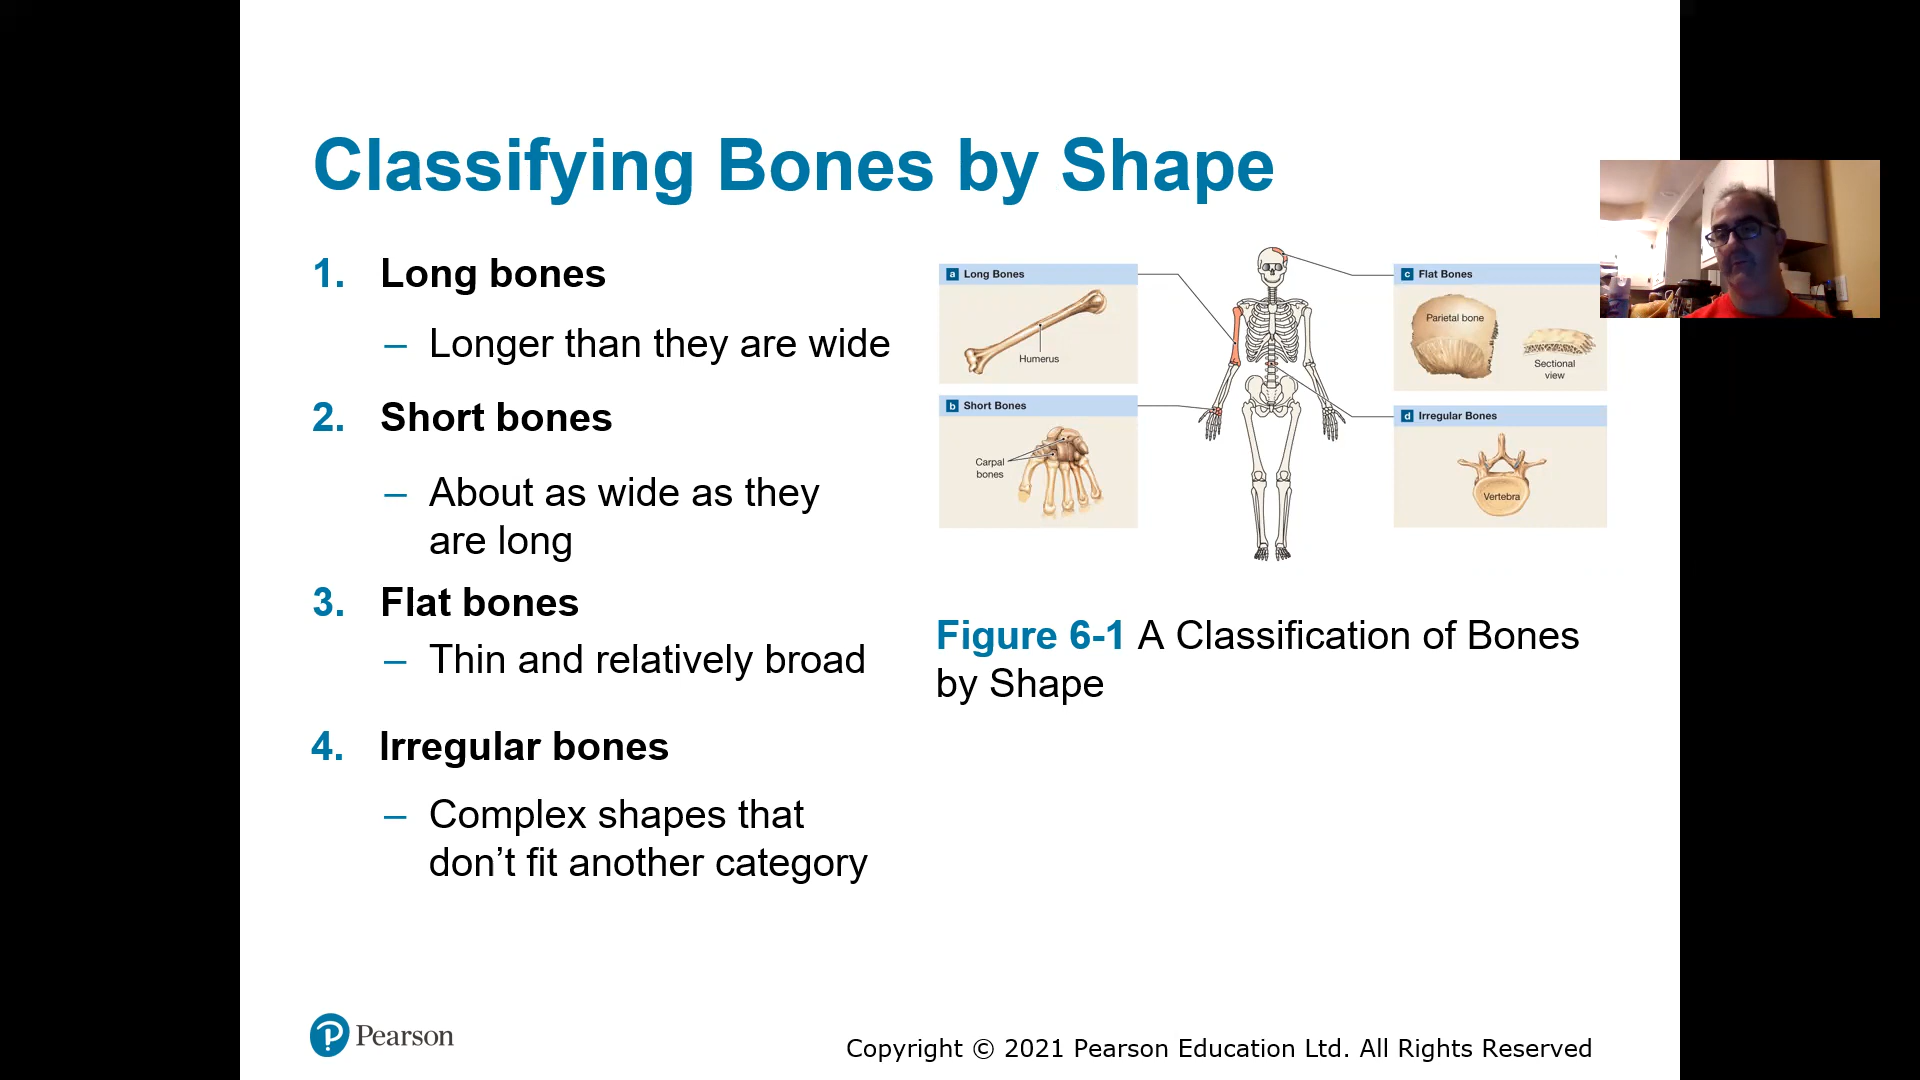 Classifying Bones by Shape
1. Long bones
– Longer than they are wide
2. Short bones
– About as wide as they
are long
3. Flat bones
– Thin and relatively broad
4. Irregular bones
– Complex shapes that
don’t fit another category
a Long Bones
Humerus
b Short Bones
Carpal
bones
c Flat Bones
Parietal bone
Sectional
view
d Irregular Bones
Vertebra
Figure 6-1 A Classification of Bones
by Shape
P Pearson
Copyright © 2021 Pearson Education Ltd. All Rights Reserved